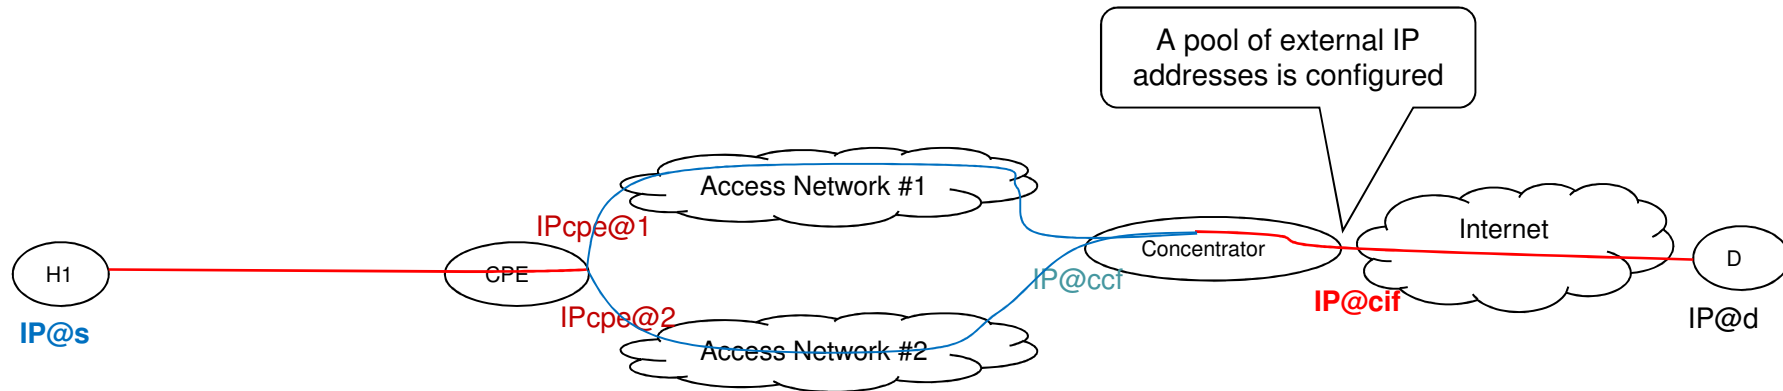 A pool of external IP
addresses is configured
Access Network #1
IPcpe@1
Internet
Concentrator
H1
CPE
D
IP@ccf
IP@cif
IPcpe@2
IP@d
IP@s
Access Network #2